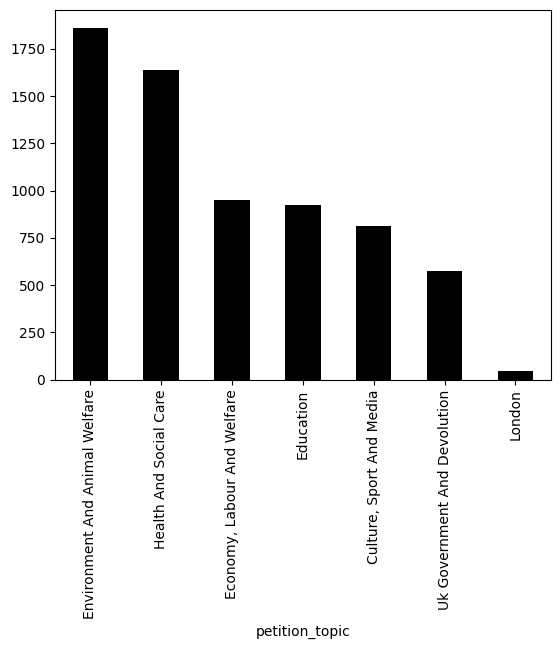 1750
1500
1250
1000
750
500
250
0
Environment And Animal Welfare
Health And Social Care
Economy, Labour And Welfare
Education
Culture, Sport And Media
Uk Government And Devolution
London
petition_topic